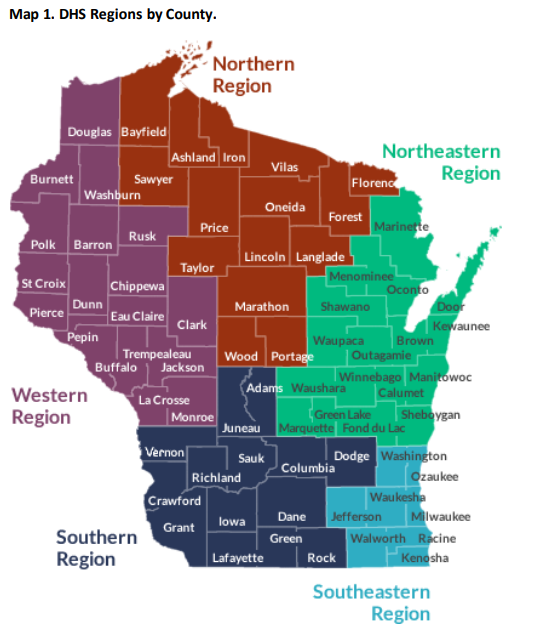 Map 1. DHS Regions by County.
Northern
Region
Douglas Bayfield
Ashland Iron
Northeastern
Region
Vilas
Burnett
Washburn
Sawyer
Florenc
Oneida
Forest
Marinette
Polk Barron
Rusk
Price
Lincoln Langlade
Taylor
Menominee
St Croix
Chippewa
Oconto
Dunn
Marathon
Shawano
Door
Pierce
Eau Claire
Clark
Kewaunee
Pepin
Waupaca
Brown
Trempealeau
Wood Portage
Outagamie
Buffalo Jackson
Winnebago Manitowoc
Adams Waushara
Calumet
Western
Region
La Crosse
Monroe
Green Lake Sheboygan
Juneau
Marquette Fond du Lac
Vernon
Sauk
Dodge Washington
Columbia
Richland
Ozaukee
Crawford
Waukesha
Grant
Iowa
Dane
Jefferson Milwaukee
Southern
Region
Green
Walworth Racine
Lafayette Rock
Kenosha
Southeastern
Region